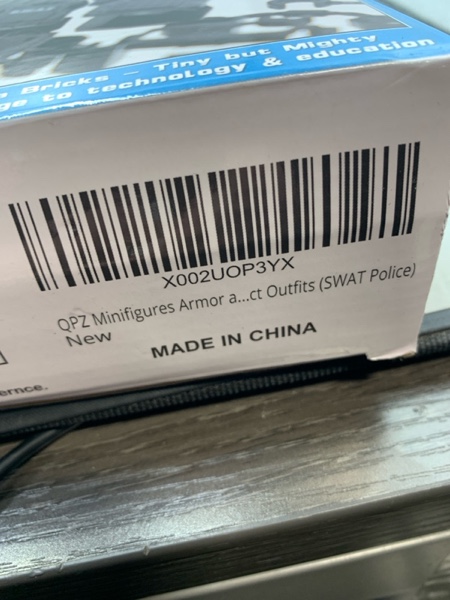 Bricks – Tiny but Mighty
to technology & education
X002UOP3YX
QPZ Minifigures Armor a...ct Outfits (SWAT Police)
New
MADE IN CHINA